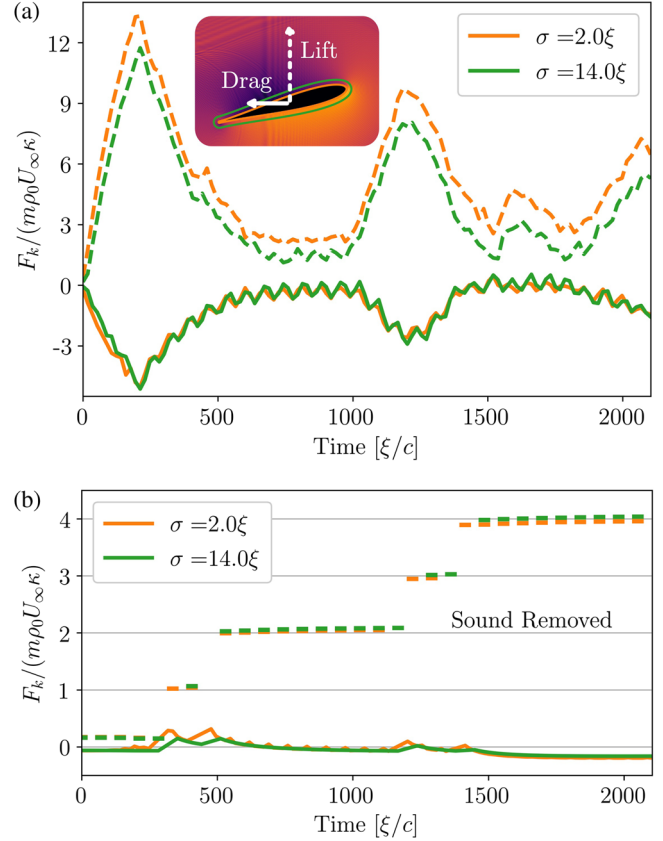 (a)
12
9
6
3
0
-3
F_k/(mρ_0U_∞κ)
Lift
Drag
σ =2.0ξ
σ =14.0ξ
0
500
1000
1500
2000
Time [ξ/c]
(b)
σ =2.0ξ
σ =14.0ξ
4
3
2
1
0
F_k/(mρ_0U_∞κ)
Sound Removed
0
500
1000
1500
2000
Time [ξ/c]